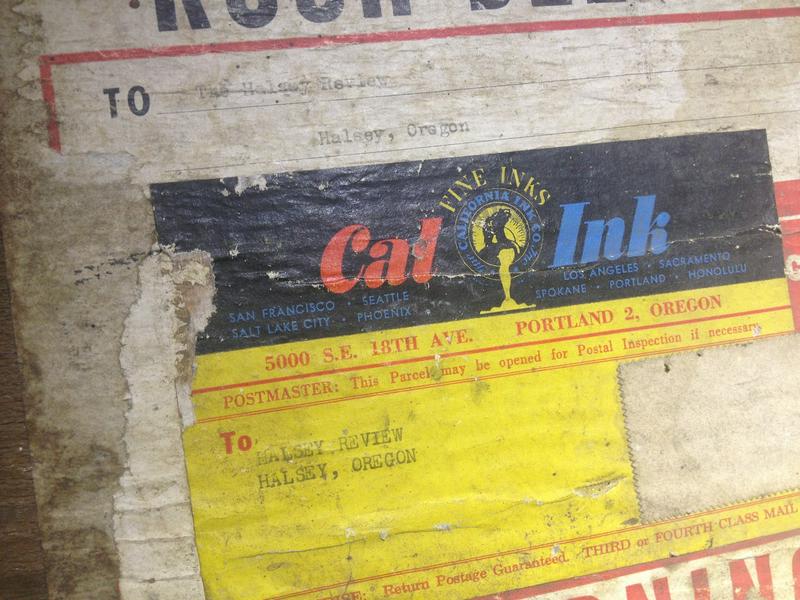 TO The Halsey Review
Halsey, Oregon
FINE INKS
CALIFORNIA INK CO. INC.
Cal Ink
SAN FRANCISCO · SEATTLE
SALT LAKE CITY · PHOENIX
LOS ANGELES · SACRAMENTO
SPOKANE · PORTLAND · HONOLULU
5000 S.E. 18TH AVE. PORTLAND 2, OREGON
POSTMASTER: This Parcel may be opened for Postal Inspection if necessary.
To HALSEY REVIEW
HALSEY, OREGON
Return Postage Guaranteed. THIRD or FOURTH CLASS MAIL